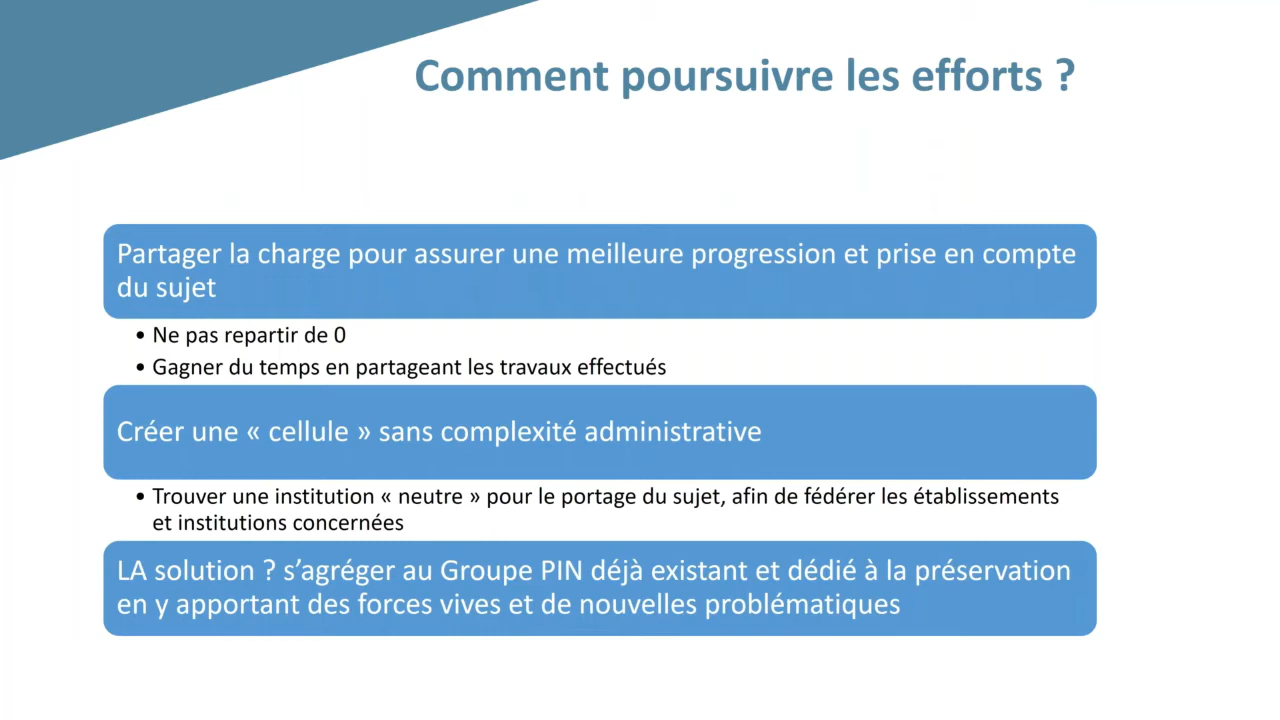 Comment poursuivre les efforts ?
Partager la charge pour assurer une meilleure progression et prise en compte
du sujet
• Ne pas repartir de 0
• Gagner du temps en partageant les travaux effectués
Créer une « cellule » sans complexité administrative
• Trouver une institution « neutre » pour le portage du sujet, afin de fédérer les établissements
et institutions concernées
LA solution ? s’agréger au Groupe PIN déjà existant et dédié à la préservation
en y apportant des forces vives et de nouvelles problématiques